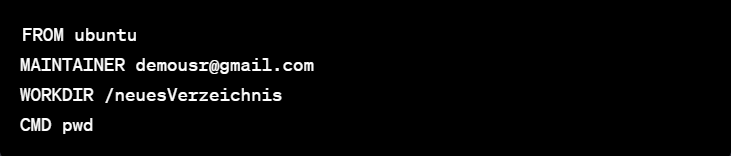 FROM ubuntu
MAINTAINER demousr@gmail.com
WORKDIR /neuesVerzeichnis
CMD pwd